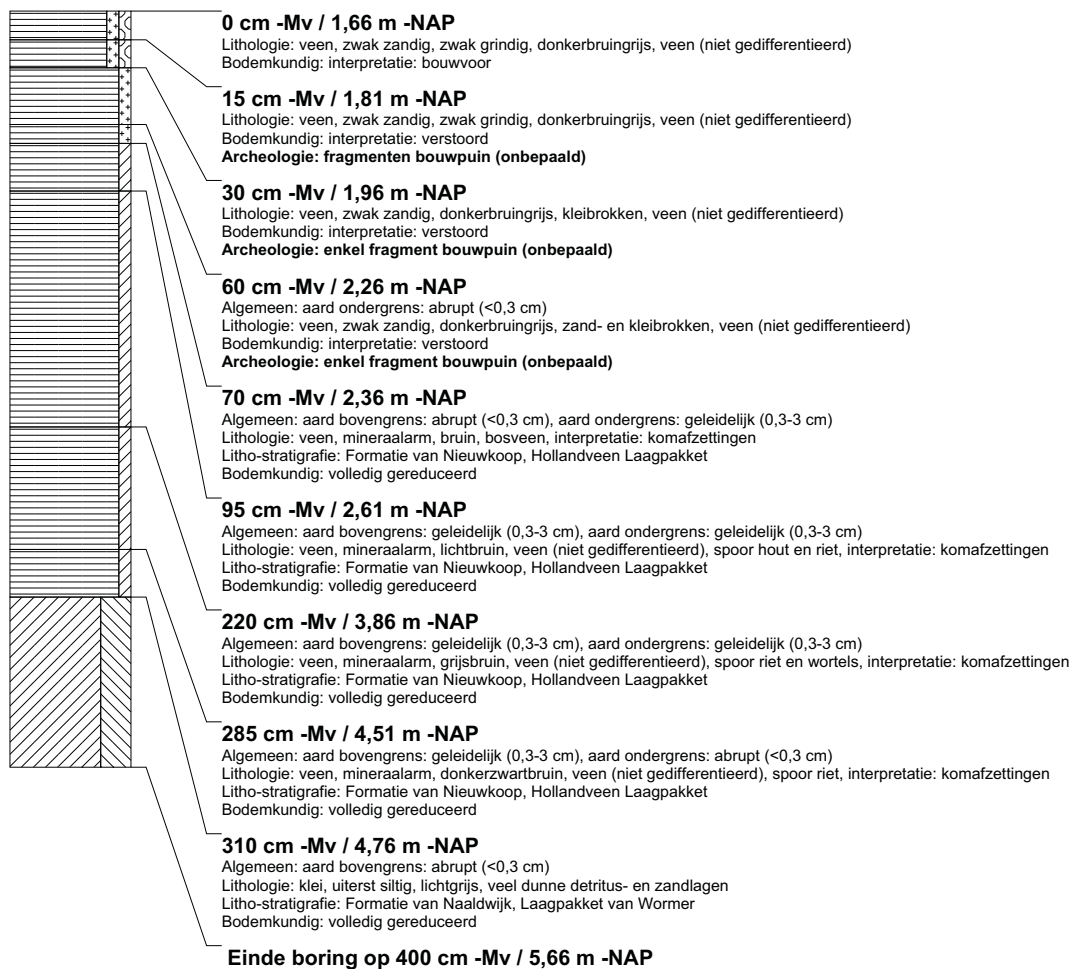 0 cm -Mv / 1,66 m -NAP
Lithologie: veen, zwak zandig, zwak grindig, donkerbruingrijs, veen (niet gedifferentieerd)
Bodemkundig: interpretatie: bouwvoor
15 cm -Mv / 1,81 m -NAP
Lithologie: veen, zwak zandig, zwak grindig, donkerbruingrijs, veen (niet gedifferentieerd)
Bodemkundig: interpretatie: verstoord
Archeologie: fragmenten bouwpuin (onbepaald)
30 cm -Mv / 1,96 m -NAP
Lithologie: veen, zwak zandig, donkerbruingrijs, kleibrokken, veen (niet gedifferentieerd)
Bodemkundig: interpretatie: verstoord
Archeologie: enkel fragment bouwpuin (onbepaald)
60 cm -Mv / 2,26 m -NAP
Algemeen: aard ondergrens: abrupt (<0,3 cm)
Lithologie: veen, zwak zandig, donkerbruingrijs, zand- en kleibrokken, veen (niet gedifferentieerd)
Bodemkundig: interpretatie: verstoord
Archeologie: enkel fragment bouwpuin (onbepaald)
70 cm -Mv / 2,36 m -NAP
Algemeen: aard bovengrens: abrupt (<0,3 cm), aard ondergrens: geleidelijk (0,3-3 cm)
Lithologie: veen, mineraalarm, bruin, bosveen, interpretatie: komafzettingen
Litho-stratigrafie: Formatie van Nieuwkoop, Hollandveen Laagpakket
Bodemkundig: volledig gereduceerd
95 cm -Mv / 2,61 m -NAP
Algemeen: aard bovengrens: geleidelijk (0,3-3 cm), aard ondergrens: geleidelijk (0,3-3 cm)
Lithologie: veen, mineraalarm, lichtbruin, veen (niet gedifferentieerd), spoor hout en riet, interpretatie: komafzettingen
Litho-stratigrafie: Formatie van Nieuwkoop, Hollandveen Laagpakket
Bodemkundig: volledig gereduceerd
220 cm -Mv / 3,86 m -NAP
Algemeen: aard bovengrens: geleidelijk (0,3-3 cm), aard ondergrens: geleidelijk (0,3-3 cm)
Lithologie: veen, mineraalarm, grijsbruin, veen (niet gedifferentieerd), spoor riet en wortels, interpretatie: komafzettingen
Litho-stratigrafie: Formatie van Nieuwkoop, Hollandveen Laagpakket
Bodemkundig: volledig gereduceerd
285 cm -Mv / 4,51 m -NAP
Algemeen: aard bovengrens: geleidelijk (0,3-3 cm), aard ondergrens: abrupt (<0,3 cm)
Lithologie: veen, mineraalarm, donkerzwartbruin, veen (niet gedifferentieerd), spoor riet, interpretatie: komafzettingen
Litho-stratigrafie: Formatie van Nieuwkoop, Hollandveen Laagpakket
Bodemkundig: volledig gereduceerd
310 cm -Mv / 4,76 m -NAP
Algemeen: aard bovengrens: abrupt (<0,3 cm)
Lithologie: klei, uiterst siltig, lichtgrijs, veel dunne detritus- en zandlagen
Litho-stratigrafie: Formatie van Naaldwijk, Laagpakket van Wormer
Bodemkundig: volledig gereduceerd
Einde boring op 400 cm -Mv / 5,66 m -NAP